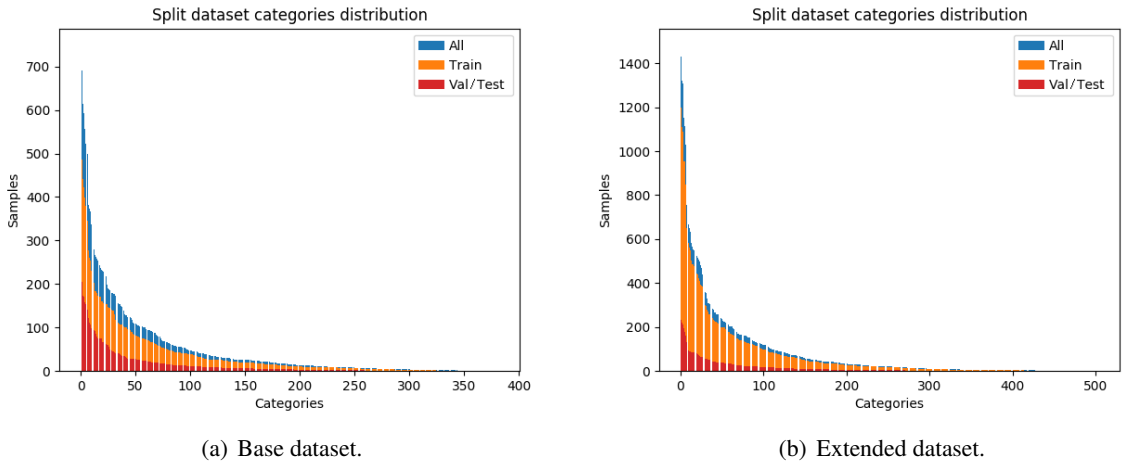 Split dataset categories distribution
All
Train
Val/Test
700
600
500
400
300
200
100
0
Samples
0 50 100 150 200 250 300 350 400
Categories
(a) Base dataset.
Split dataset categories distribution
All
Train
Val/Test
1400
1200
1000
800
600
400
200
0
Samples
0 100 200 300 400 500
Categories
(b) Extended dataset.